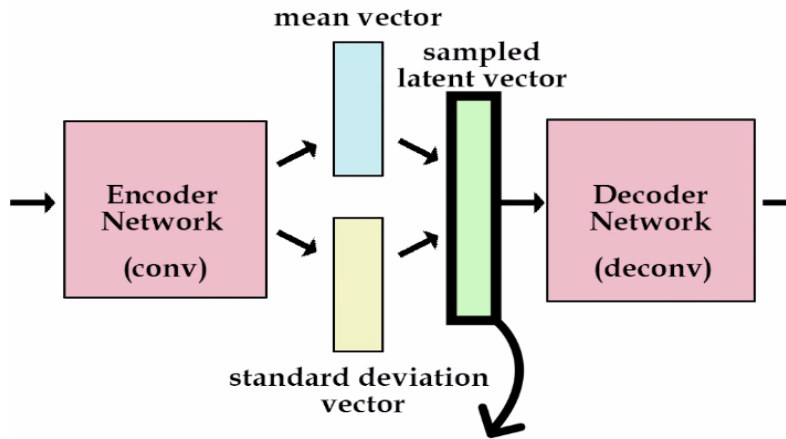 mean vector
sampled
latent vector
Encoder
Network
(conv)
Decoder
Network
(deconv)
standard deviation
vector